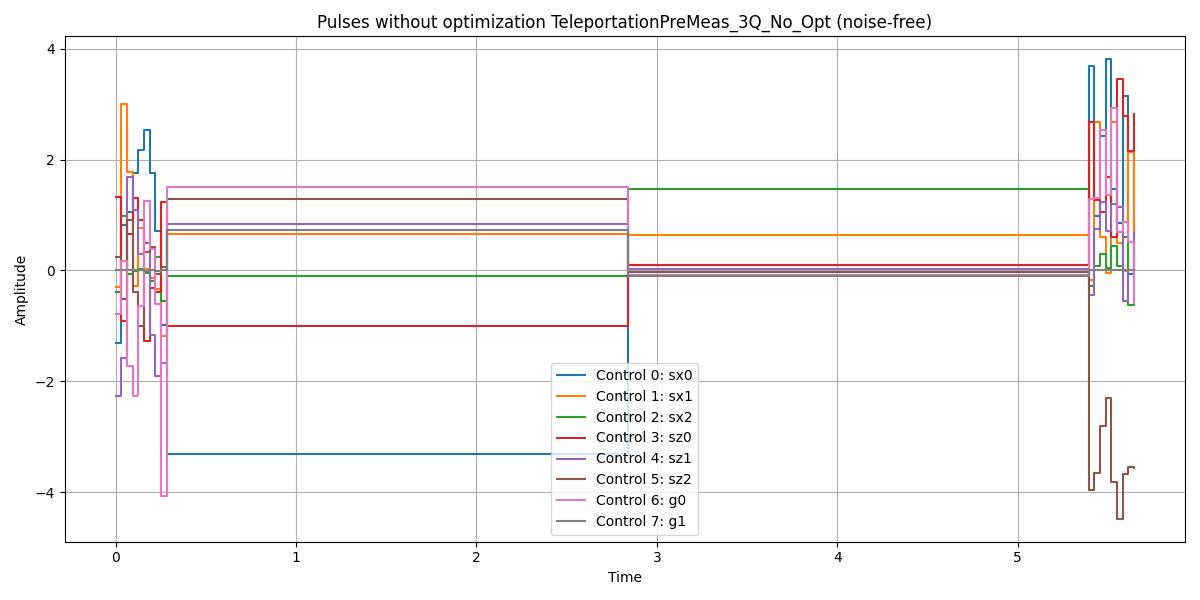 Pulses without optimization TeleportationPreMeas_3Q_No_Opt (noise-free)
4
2
0
−2
−4
Amplitude
Control 0: sx0
Control 1: sx1
Control 2: sx2
Control 3: sz0
Control 4: sz1
Control 5: sz2
Control 6: g0
Control 7: g1
0 1 2 3 4 5
Time